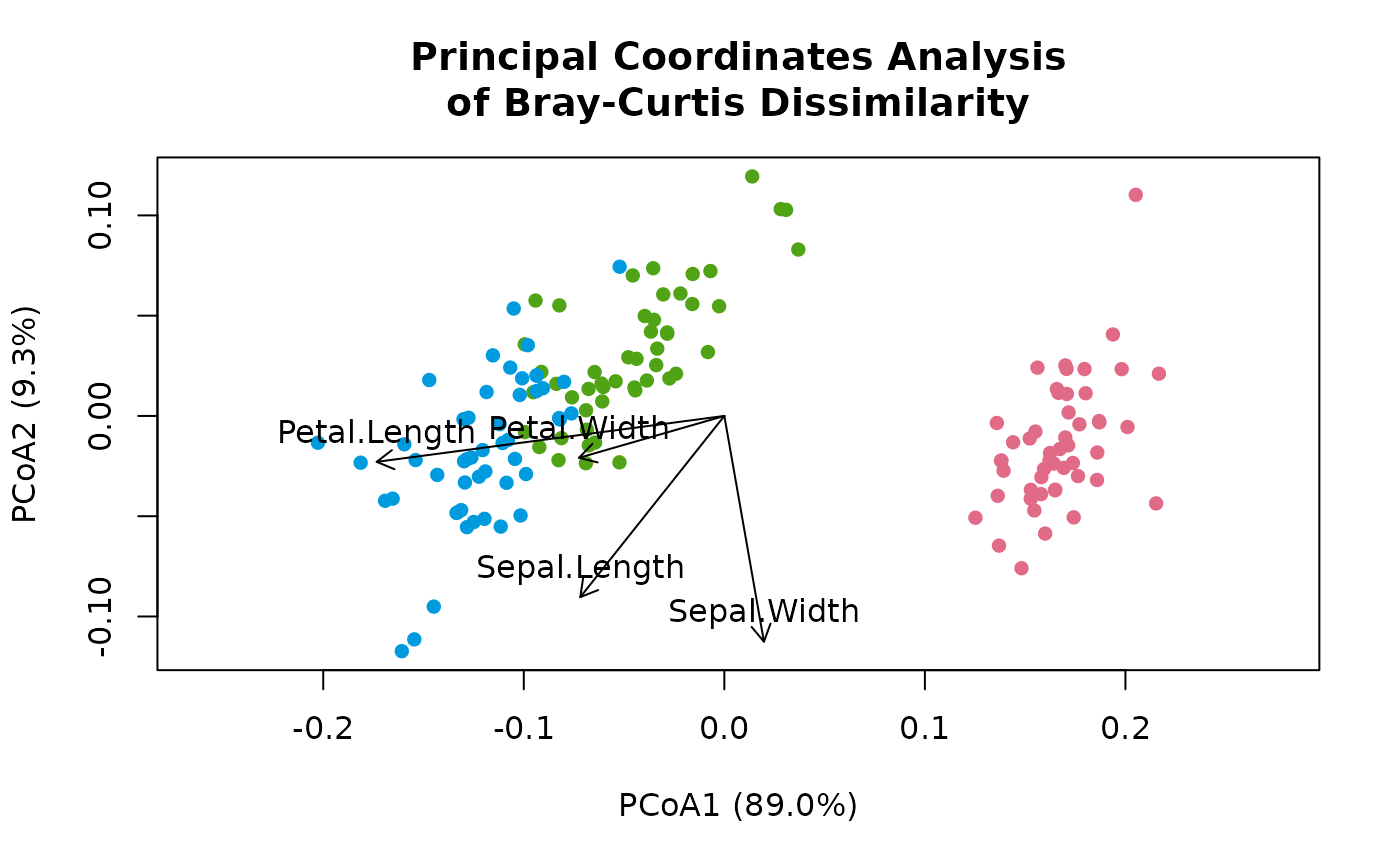 Principal Coordinates Analysis
of Bray-Curtis Dissimilarity
PCoA2 (9.3%)
0.10
0.00
-0.10
Petal.Length
Petal.Width
Sepal.Length
Sepal.Width
-0.2
-0.1
0.0
0.1
0.2
PCoA1 (89.0%)